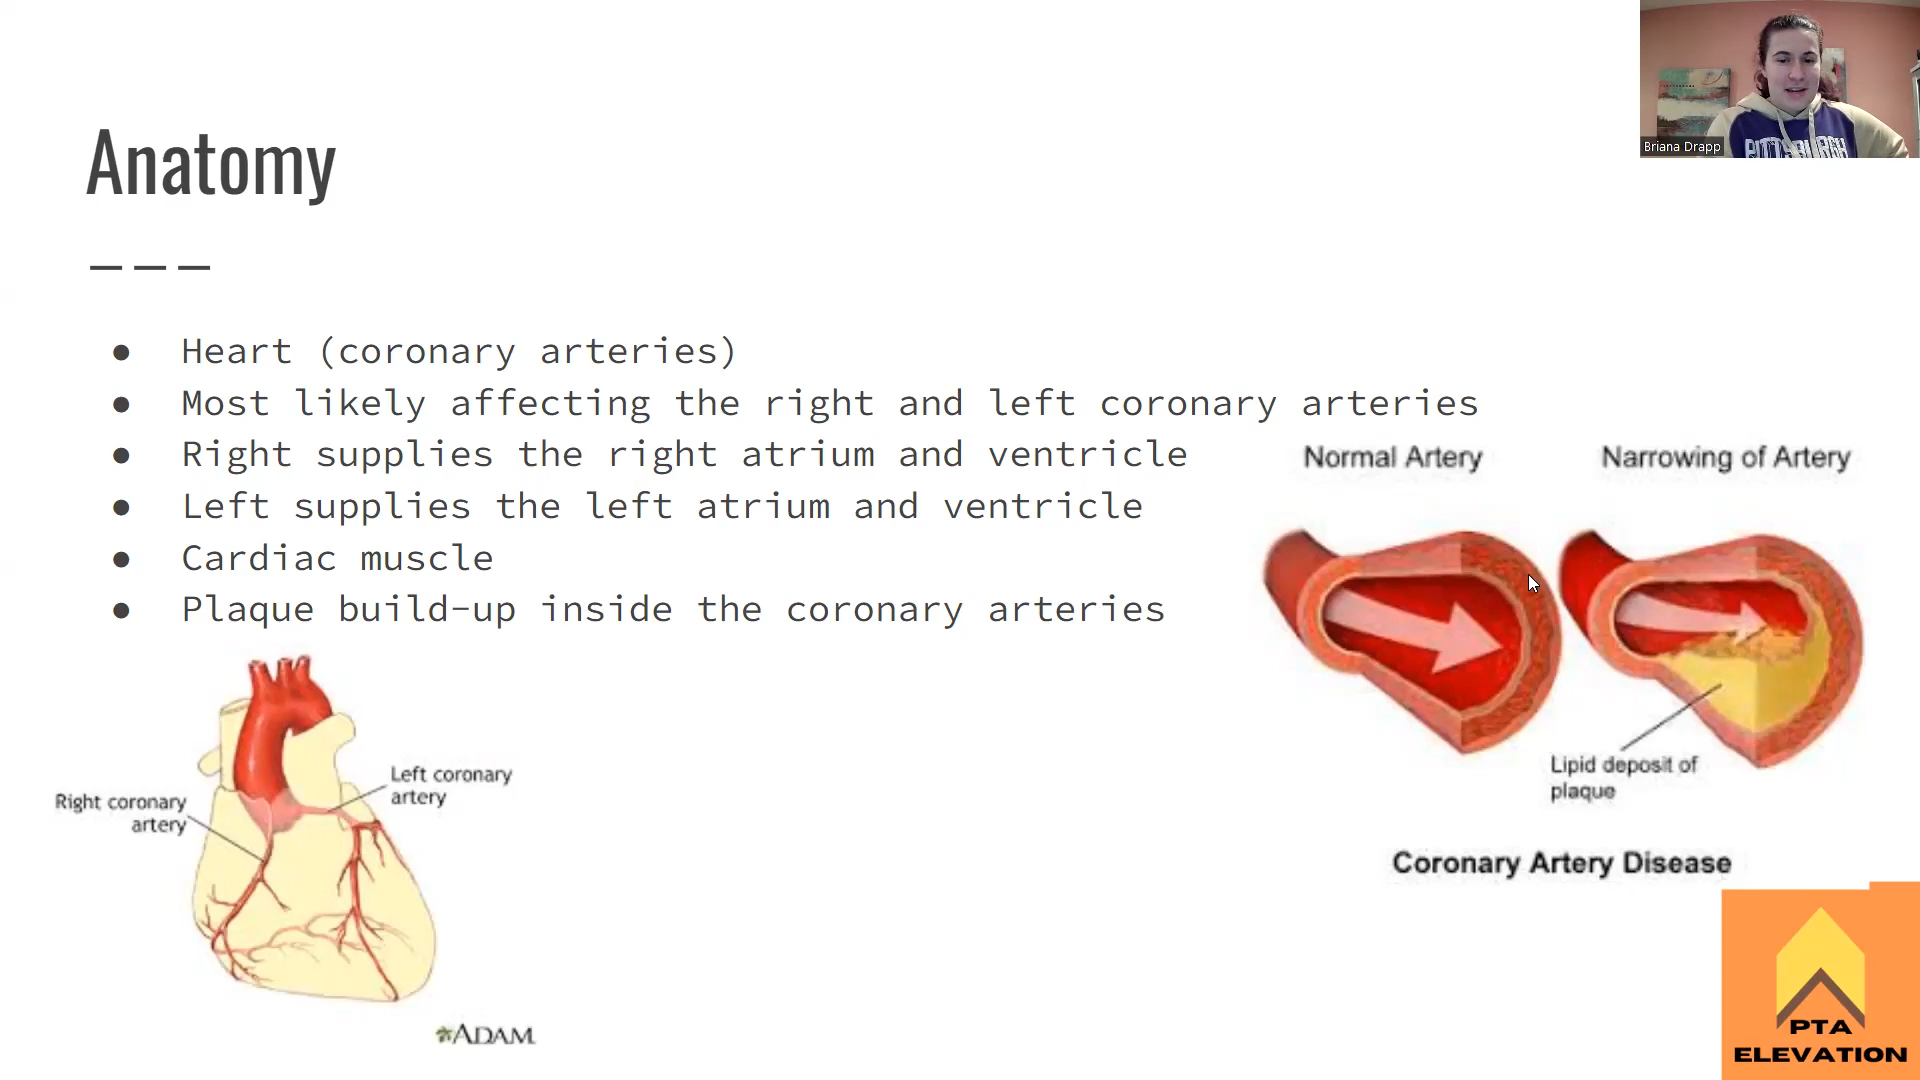 Anatomy
Heart (coronary arteries)
Most likely affecting the right and left coronary arteries
Right supplies the right atrium and ventricle
Left supplies the left atrium and ventricle
Cardiac muscle
Plaque build-up inside the coronary arteries
Right coronary
artery
Left coronary
artery
ADAM
Normal Artery
Narrowing of Artery
Lipid deposit of
plaque
Coronary Artery Disease
PITTSBURGH
Briana Drapp
PTA
ELEVATION